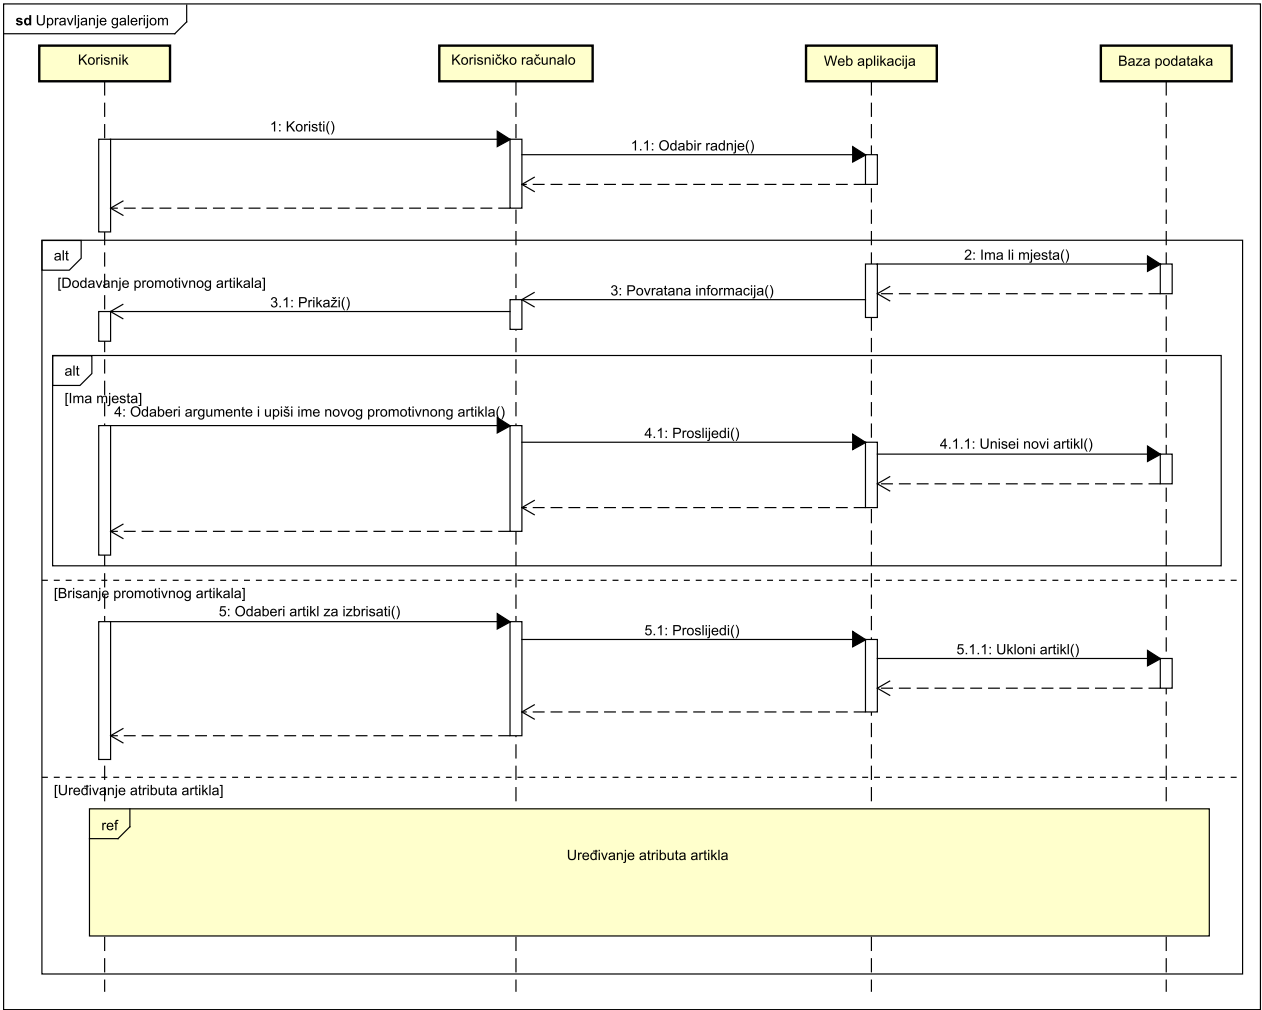 sd Upravljanje galerijom
Korisnik
Korisničko računalo
Web aplikacija
Baza podataka
1: Koristi()
1.1: Odabir radnje()
alt
2: Ima li mjesta()
[Dodavanje promotivnog artikala]
3: Povratana informacija()
3.1: Prikaži()
alt
[Ima mjesta]
4: Odaberi argumente i upiši ime novog promotivnong artikla()
4.1: Proslijedi()
4.1.1: Unisei novi artikl()
[Brisanje promotivnog artikala]
5: Odaberi artikl za izbrisati()
5.1: Proslijedi()
5.1.1: Ukloni artikl()
[Uređivanje atributa artikla]
ref
Uređivanje atributa artikla